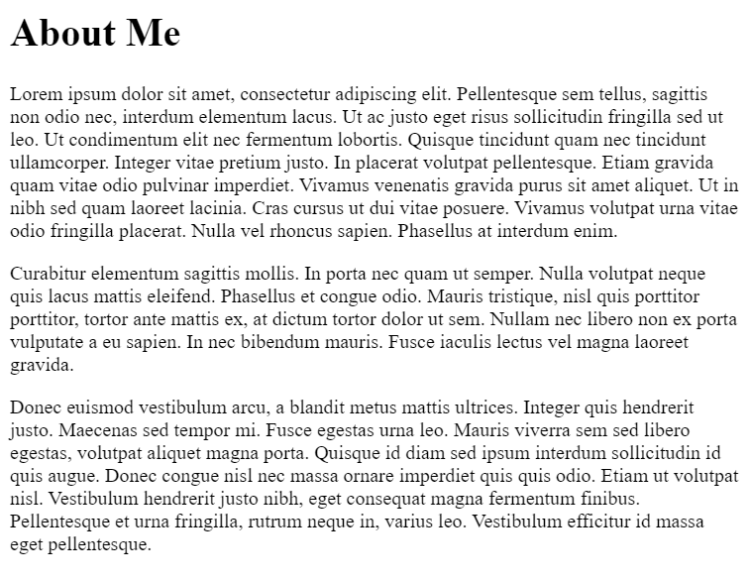 About Me
Lorem ipsum dolor sit amet, consectetur adipiscing elit. Pellentesque sem tellus, sagittis
non odio nec, interdum elementum lacus. Ut ac justo eget risus sollicitudin fringilla sed ut
leo. Ut condimentum elit nec fermentum lobortis. Quisque tincidunt quam nec tincidunt
ullamcorper. Integer vitae pretium justo. In placerat volutpat pellentesque. Etiam gravida
quam vitae odio pulvinar imperdiet. Vivamus venenatis gravida purus sit amet aliquet. Ut in
nibh sed quam laoreet lacinia. Cras cursus ut dui vitae posuere. Vivamus volutpat urna vitae
odio fringilla placerat. Nulla vel rhoncus sapien. Phasellus at interdum enim.
Curabitur elementum sagittis mollis. In porta nec quam ut semper. Nulla volutpat neque
quis lacus mattis eleifend. Phasellus et congue odio. Mauris tristique, nisl quis porttitor
porttitor, tortor ante mattis ex, at dictum tortor dolor ut sem. Nullam nec libero non ex porta
vulputate a eu sapien. In nec bibendum mauris. Fusce iaculis lectus vel magna laoreet
gravida.
Donec euismod vestibulum arcu, a blandit metus mattis ultrices. Integer quis hendrerit
justo. Maecenas sed tempor mi. Fusce egestas urna leo. Mauris viverra sem sed libero
egestas, volutpat aliquet magna porta. Quisque id diam sed ipsum interdum sollicitudin id
quis augue. Donec congue nisl nec massa ornare imperdiet quis quis odio. Etiam ut volutpat
nisl. Vestibulum hendrerit justo nibh, eget consequat magna fermentum finibus.
Pellentesque et urna fringilla, rutrum neque in, varius leo. Vestibulum efficitur id massa
eget pellentesque.